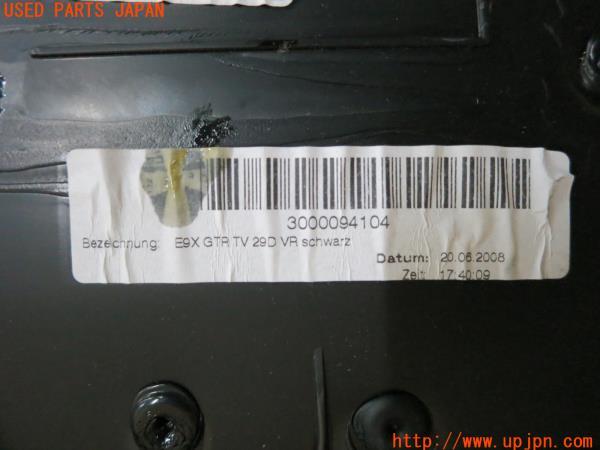 USED PARTS JAPAN
3000094104
Bezeichnung: E9X GTR TV 29D VR schwarz
Datum: 20.06.2008
Zeit: 17:40:09
http://www.upjpn.com/